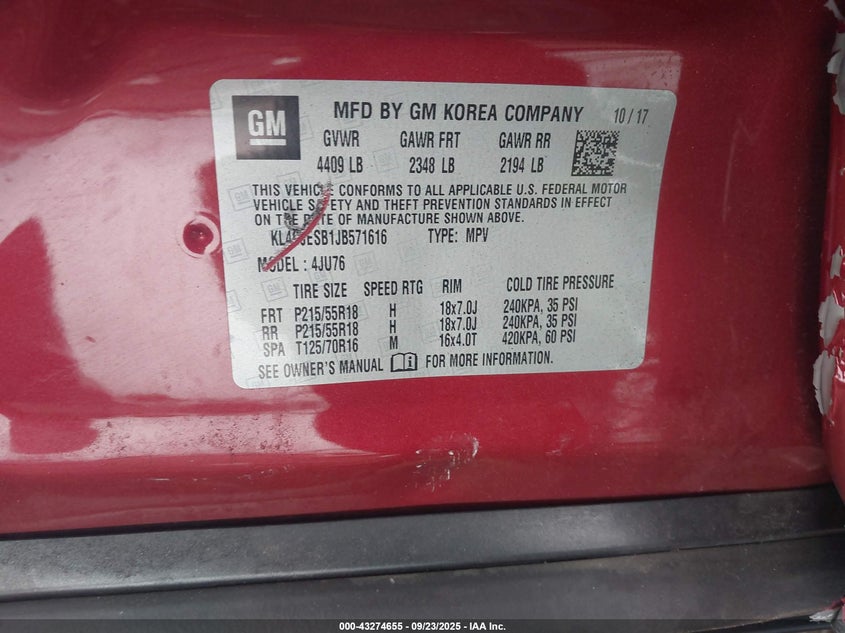 GM
MFD BY GM KOREA COMPANY 10/17
GVWR GAWR FRT GAWR RR
4409 LB 2348 LB 2194 LB
THIS VEHICLE CONFORMS TO ALL APPLICABLE U.S. FEDERAL MOTOR
VEHICLE SAFETY AND THEFT PREVENTION STANDARDS IN EFFECT
ON THE DATE OF MANUFACTURE SHOWN ABOVE.
TYPE: MPV
MODEL: 4JU76
TIRE SIZE SPEED RTG RIM COLD TIRE PRESSURE
FRT P215/55R18 H 18x7.0J 240KPA, 35 PSI
RR P215/55R18 H 18x7.0J 240KPA, 35 PSI
SPA T125/70R16 M 16x4.0T 420KPA, 60 PSI
SEE OWNER'S MANUAL FOR MORE INFORMATION.
000-43274655 - 09/23/2025 - IAA Inc.